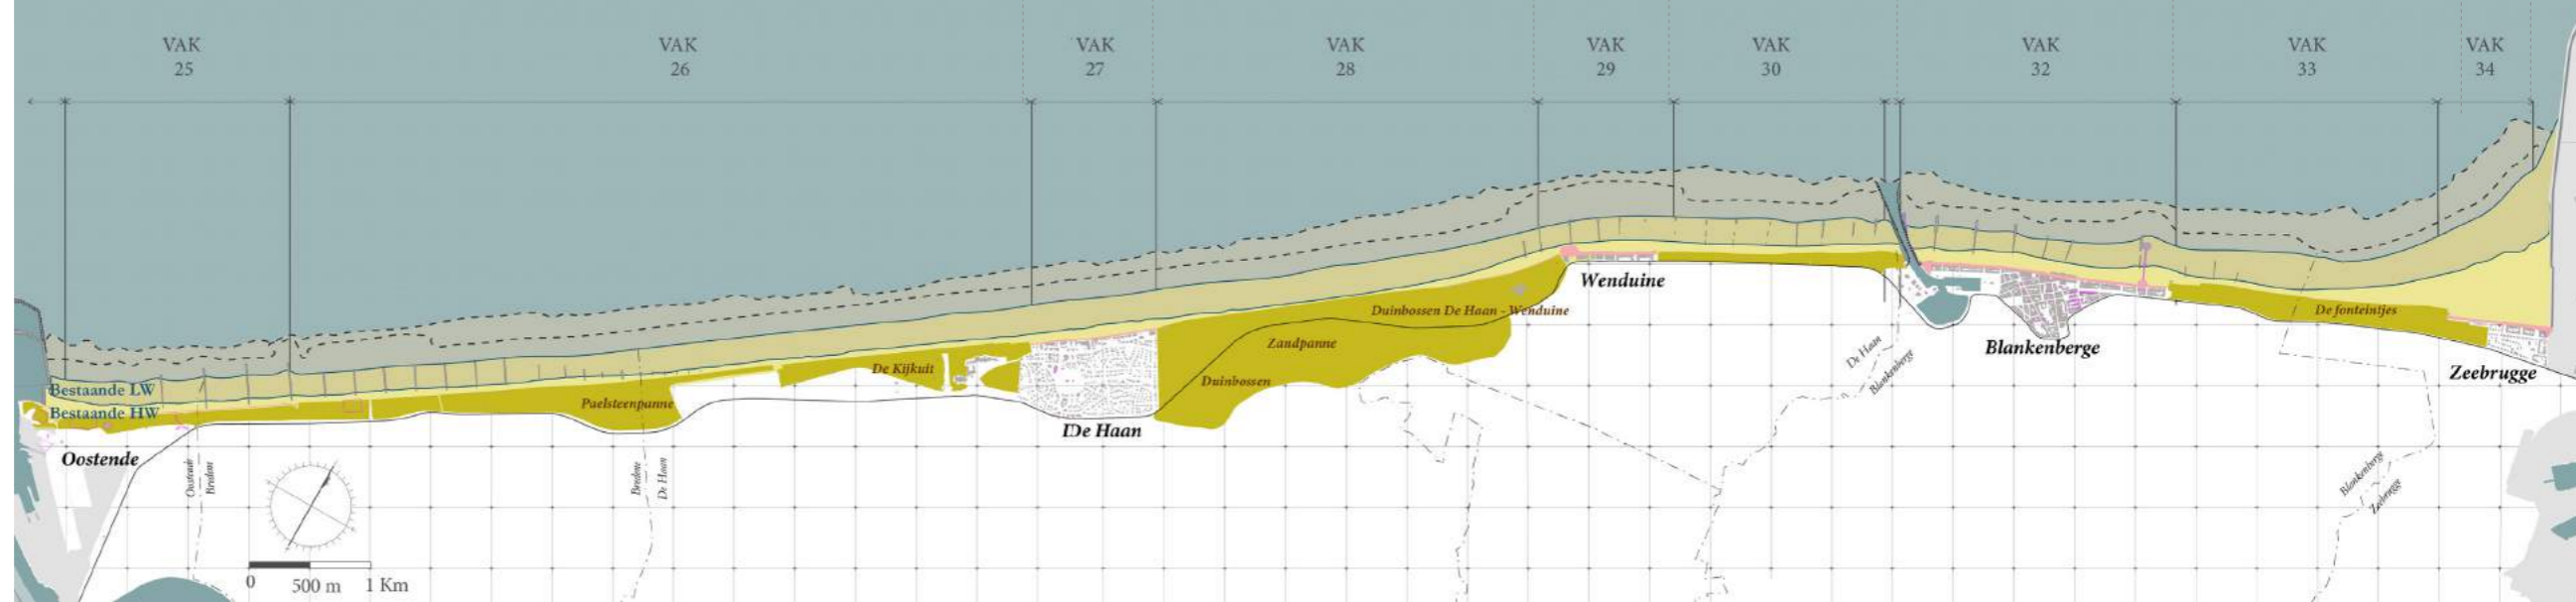 VAK
25
VAK
26
VAK
27
VAK
28
VAK
29
VAK
30
VAK
32
VAK
33
VAK
34
Bestaande LW
Bestaande HW
Oostende
Oostende
Bredene
Paelsteenpanne
Bredene
De Haan
De Kijkuit
De Haan
Duinbossen De Haan - Wenduine
Zandpanne
Duinbossen
Wenduine
De Haan
Blankenberge
Blankenberge
De fonteintjes
Zeebrugge
Blankenberge
Zeebrugge
0
500 m
1 Km